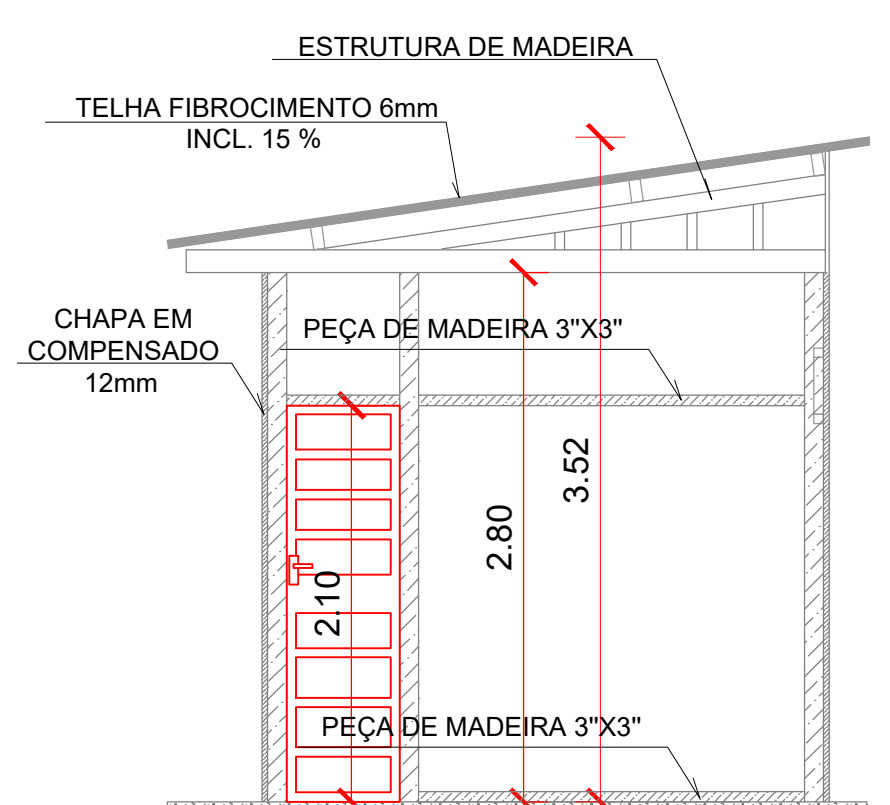 ESTRUTURA DE MADEIRA
TELHA FIBROCIMENTO 6mm
INCL. 15 %
CHAPA EM
COMPENSADO
12mm
PEÇA DE MADEIRA 3"X3"
3.52
2.80
2.10
PEÇA DE MADEIRA 3"X3"